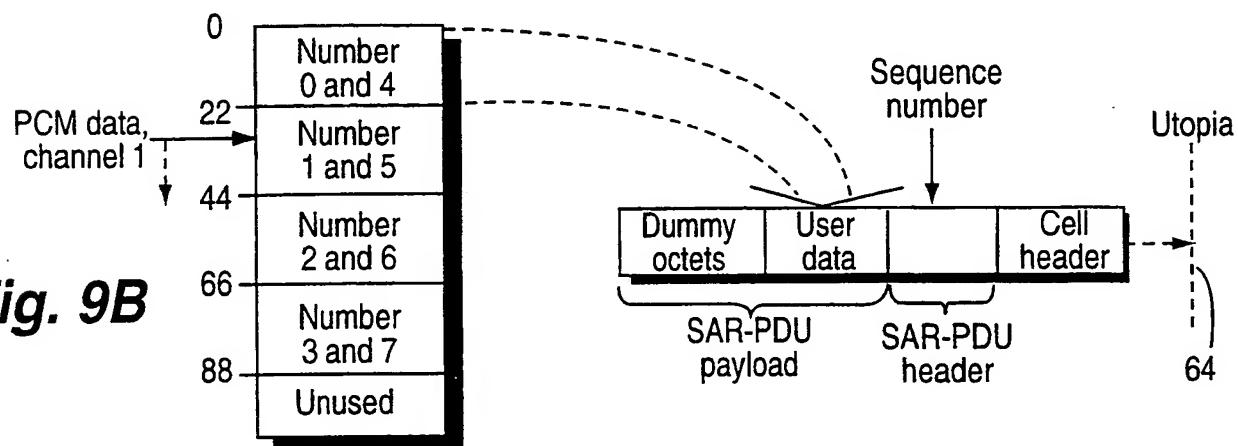 0
Number
0 and 4
22
PCM data,
channel 1
Number
1 and 5
44
Number
2 and 6
66
Number
3 and 7
88
Unused
ig. 9B
Sequence
number
Utopia
Dummy
octets
User
data
Cell
header
SAR-PDU
payload
SAR-PDU
header
64